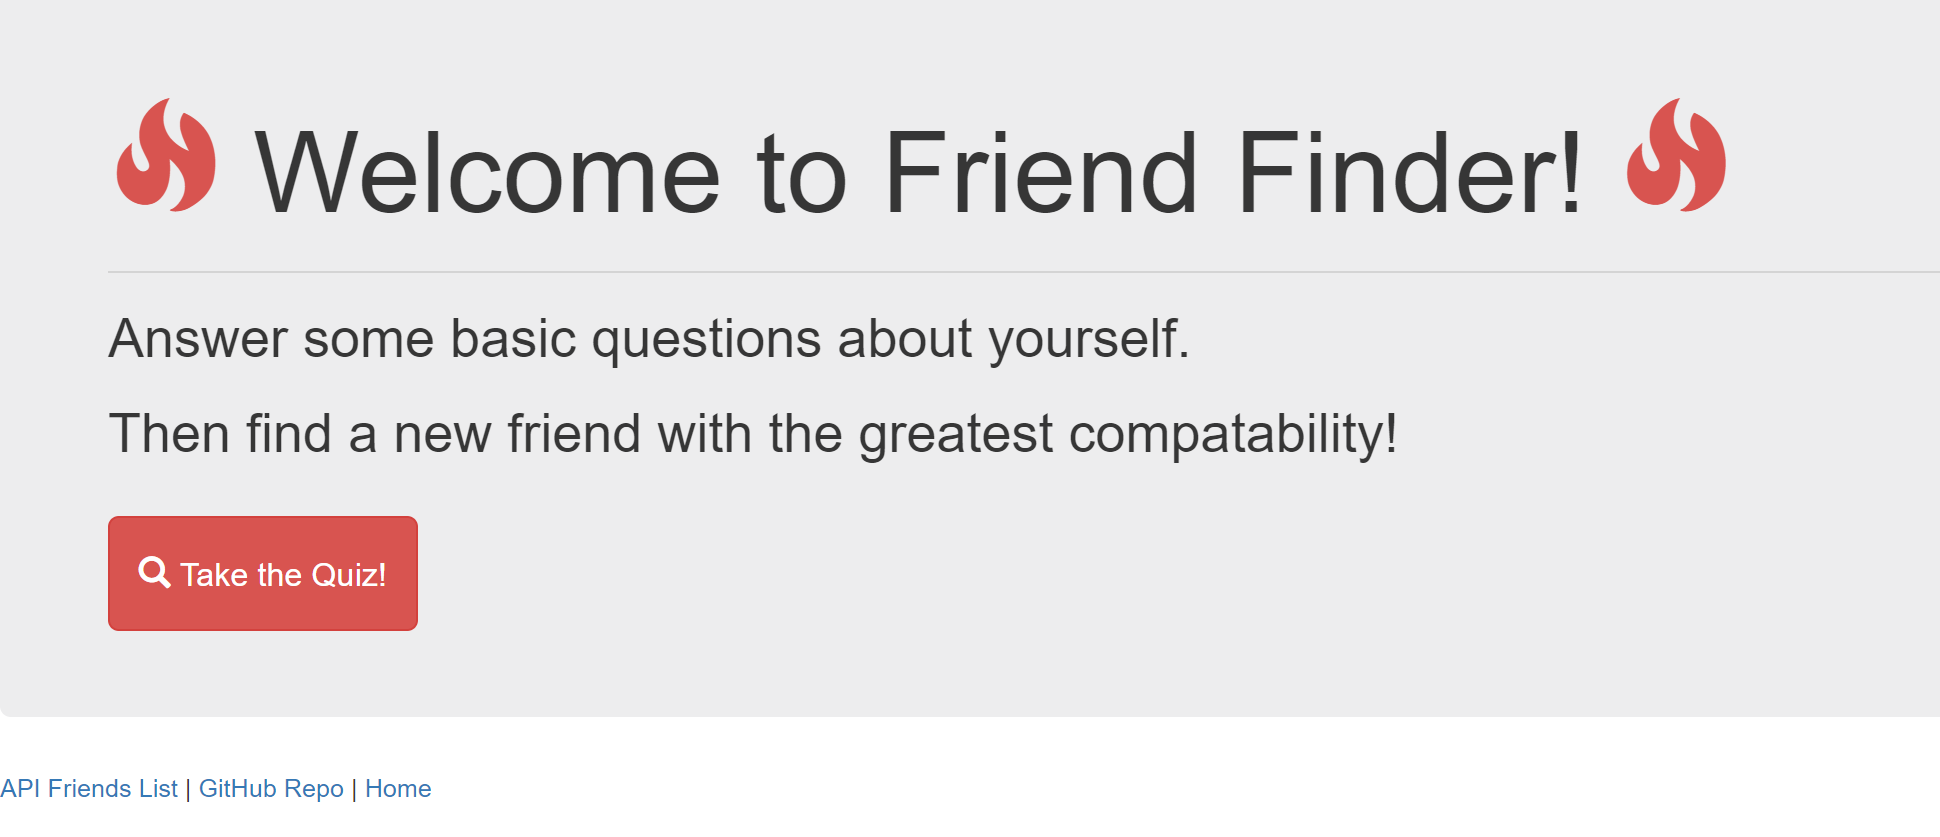 Welcome to Friend Finder!
Answer some basic questions about yourself.
Then find a new friend with the greatest compatability!
Take the Quiz!
API Friends List | GitHub Repo | Home